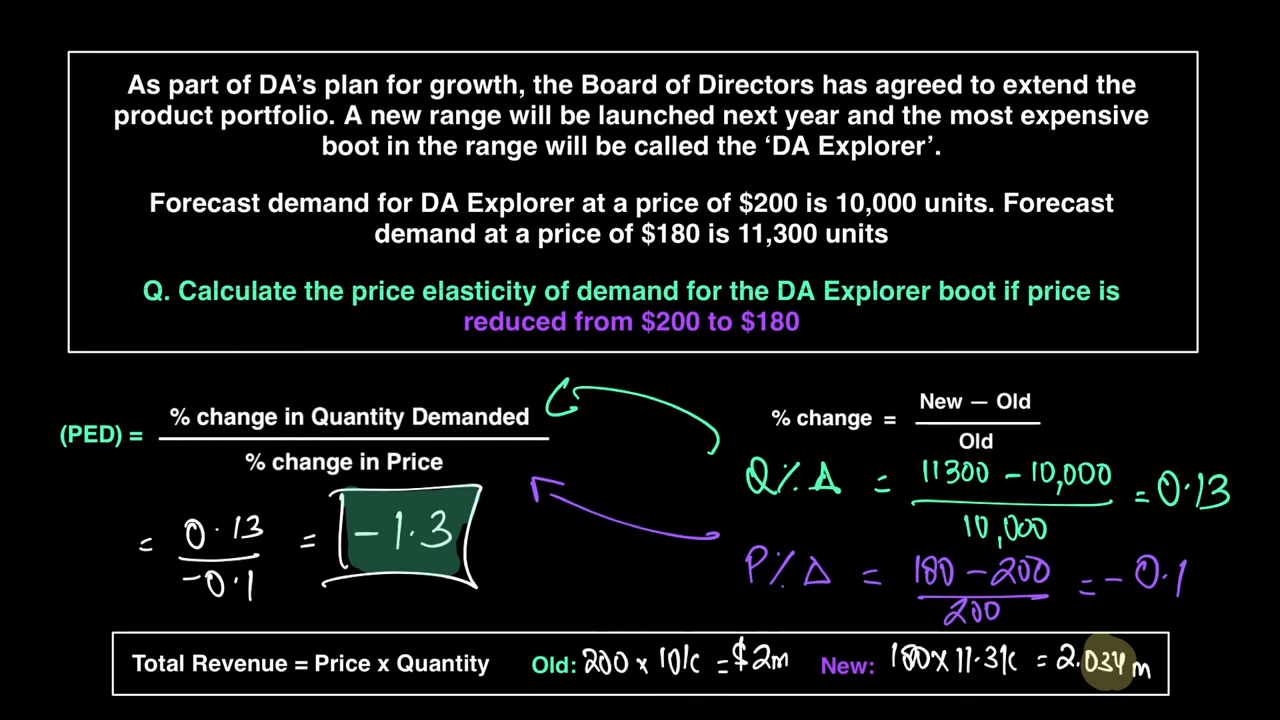 As part of DA’s plan for growth, the Board of Directors has agreed to extend the
product portfolio. A new range will be launched next year and the most expensive
boot in the range will be called the ‘DA Explorer’.
Forecast demand for DA Explorer at a price of $200 is 10,000 units. Forecast
demand at a price of $180 is 11,300 units
Q. Calculate the price elasticity of demand for the DA Explorer boot if price is
reduced from $200 to $180
(PED) =
% change in Quantity Demanded
% change in Price
= 0.13
-0.1
= -1.3
% change =
New — Old
Old
Q % Δ = 11300 - 10,000
10,000
= 0.13
P % Δ = 180 - 200
200
= - 0.1
Total Revenue = Price x Quantity Old: 200 x 10k = $2m New: 180 x 11.3k = 2.034m